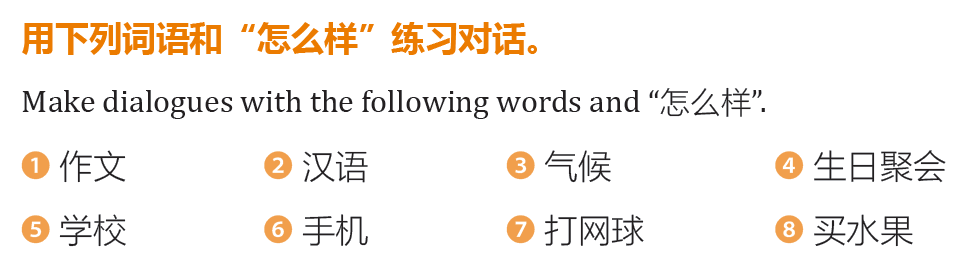 用下列词语和“怎么样”练习对话。
Make dialogues with the following words and “怎么样”.
1 作文 2 汉语 3 气候 4 生日聚会
5 学校 6 手机 7 打网球 8 买水果